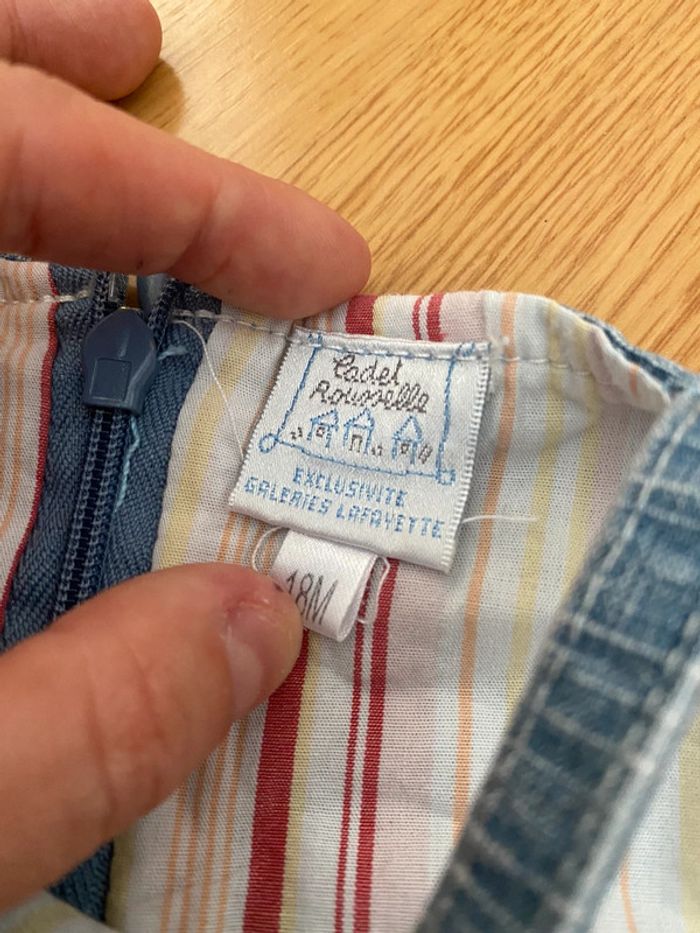 Cadet
Rousselle
EXCLUSIVITE
GALERIES LAFAYETTE
18M